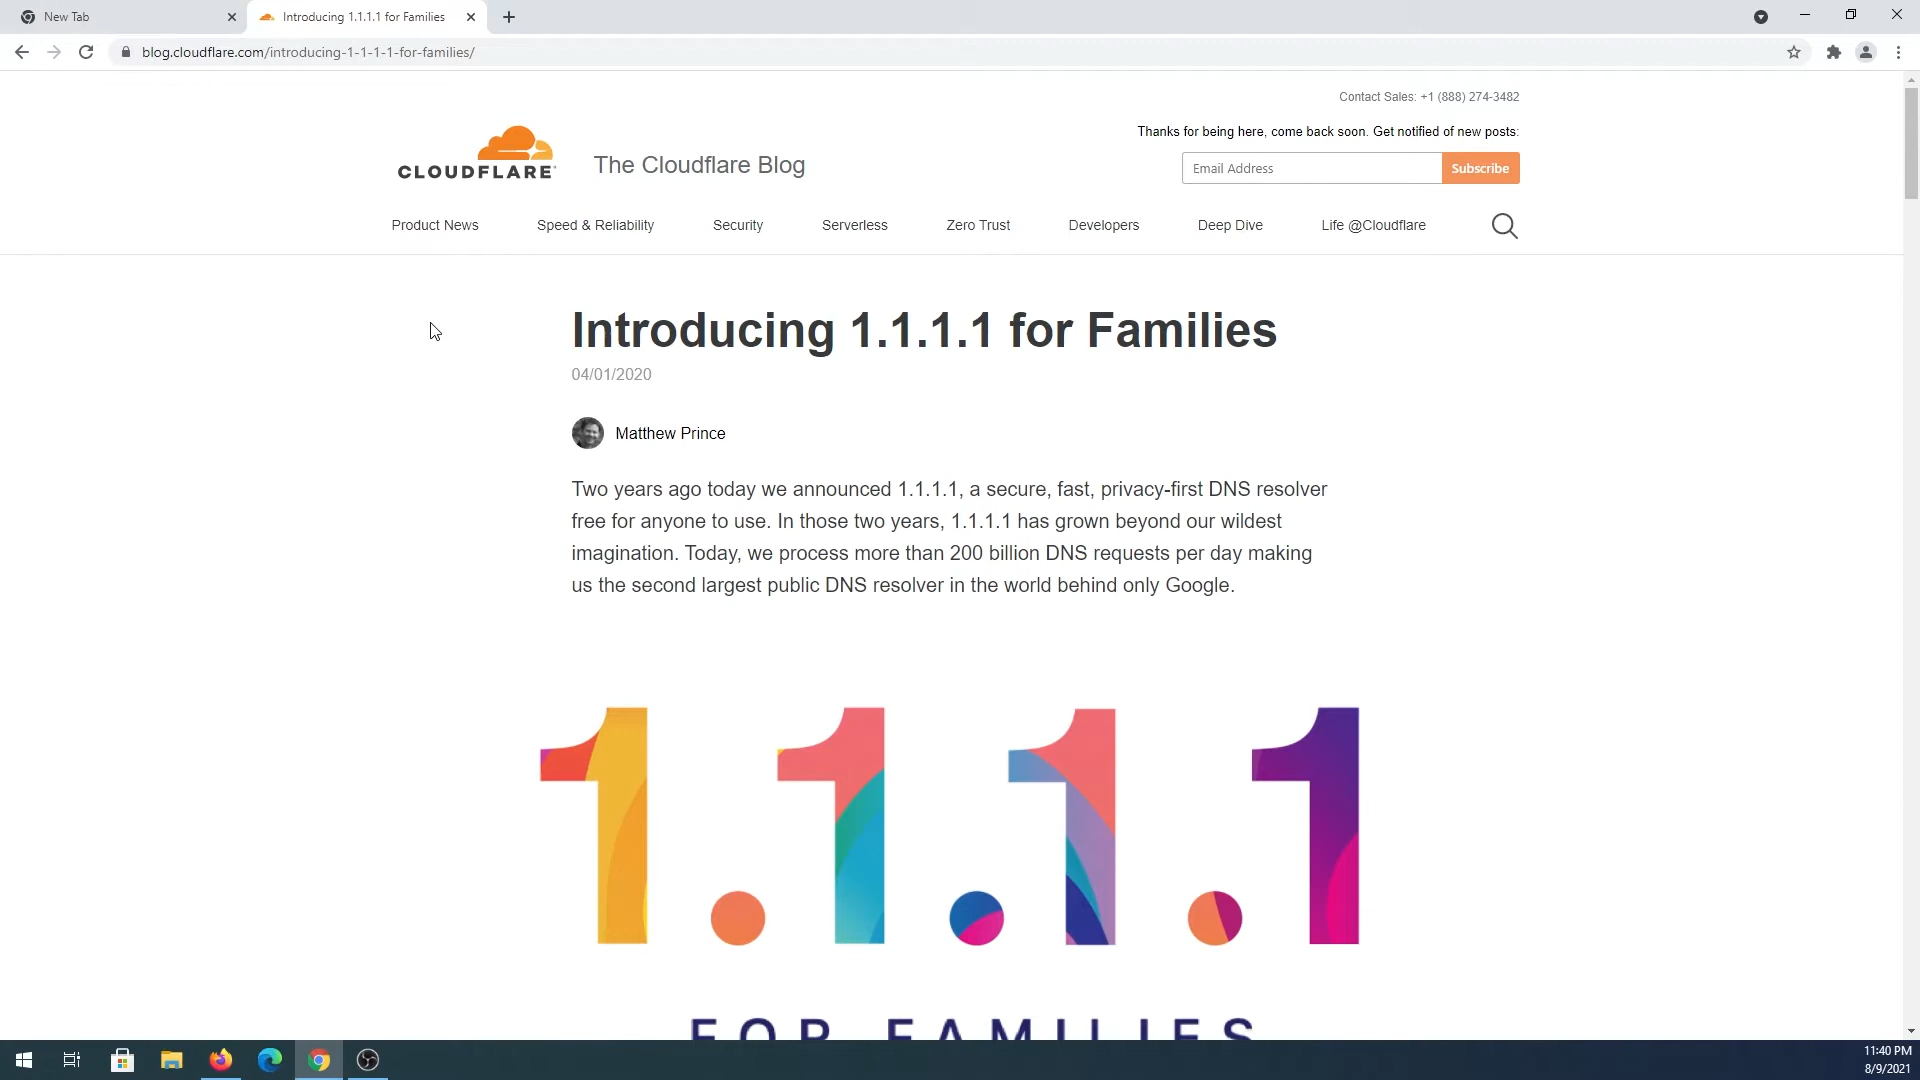 New Tab
Introducing 1.1.1.1 for Families
blog.cloudflare.com/introducing-1-1-1-1-for-families/
Contact Sales: +1 (888) 274-3482
Thanks for being here, come back soon. Get notified of new posts:
CLOUDFLARE
The Cloudflare Blog
Email Address
Subscribe
Product News
Speed & Reliability
Security
Serverless
Zero Trust
Developers
Deep Dive
Life @Cloudflare
Introducing 1.1.1.1 for Families
04/01/2020
Matthew Prince
Two years ago today we announced 1.1.1.1, a secure, fast, privacy-first DNS resolver
free for anyone to use. In those two years, 1.1.1.1 has grown beyond our wildest
imagination. Today, we process more than 200 billion DNS requests per day making
us the second largest public DNS resolver in the world behind only Google.
1.1.1.1
FOR FAMILIES
11:40 PM
8/9/2021